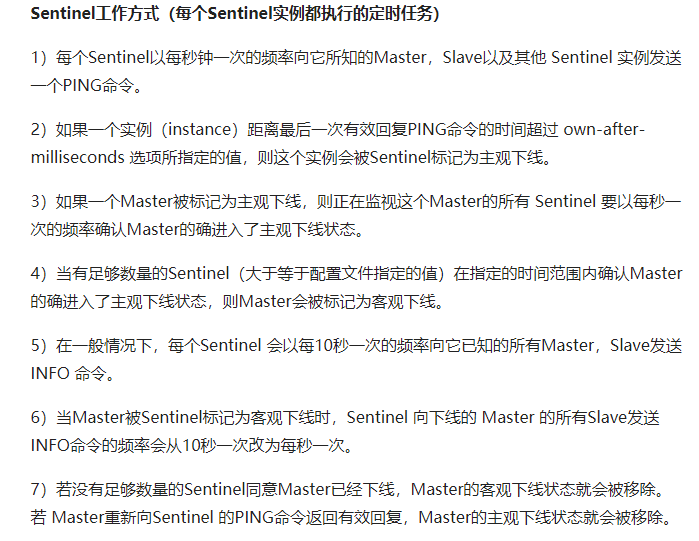 Sentinel工作方式（每个Sentinel实例都执行的定时任务）
1）每个Sentinel以每秒钟一次的频率向它所知的Master，Slave以及其他 Sentinel 实例发送
一个PING命令。
2）如果一个实例（instance）距离最后一次有效回复PING命令的时间超过 own-after-
milliseconds 选项所指定的值，则这个实例会被Sentinel标记为主观下线。
3）如果一个Master被标记为主观下线，则正在监视这个Master的所有 Sentinel 要以每秒一
次的频率确认Master的确进入了主观下线状态。
4）当有足够数量的Sentinel（大于等于配置文件指定的值）在指定的时间范围内确认Master
的确进入了主观下线状态，则Master会被标记为客观下线。
5）在一般情况下，每个Sentinel 会以每10秒一次的频率向它已知的所有Master，Slave发送
INFO 命令。
6）当Master被Sentinel标记为客观下线时，Sentinel 向下线的 Master 的所有Slave发送
INFO命令的频率会从10秒一次改为每秒一次。
7）若没有足够数量的Sentinel同意Master已经下线，Master的客观下线状态就会被移除。
若 Master重新向Sentinel 的PING命令返回有效回复，Master的主观下线状态就会被移除。